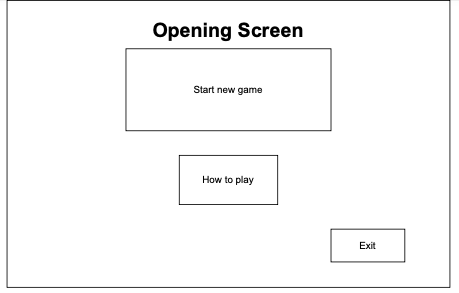 Opening Screen
Start new game
How to play
Exit